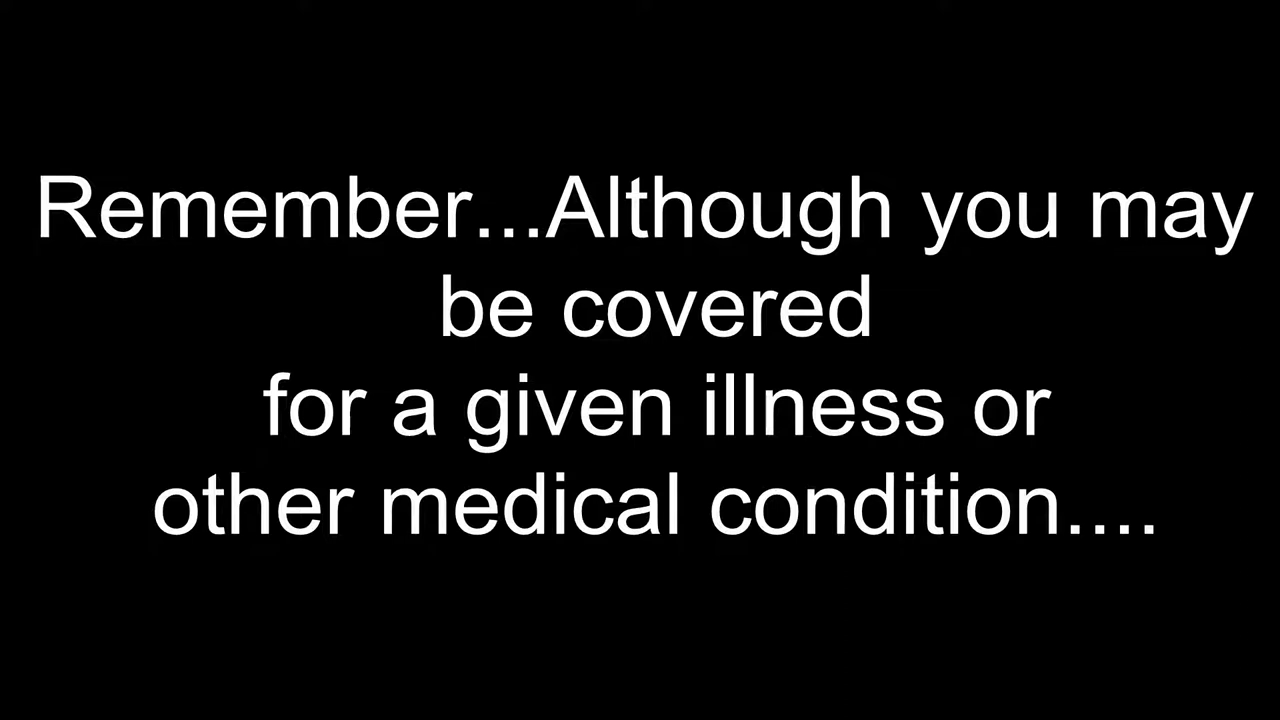 Remember...Although you may
be covered
for a given illness or
other medical condition....